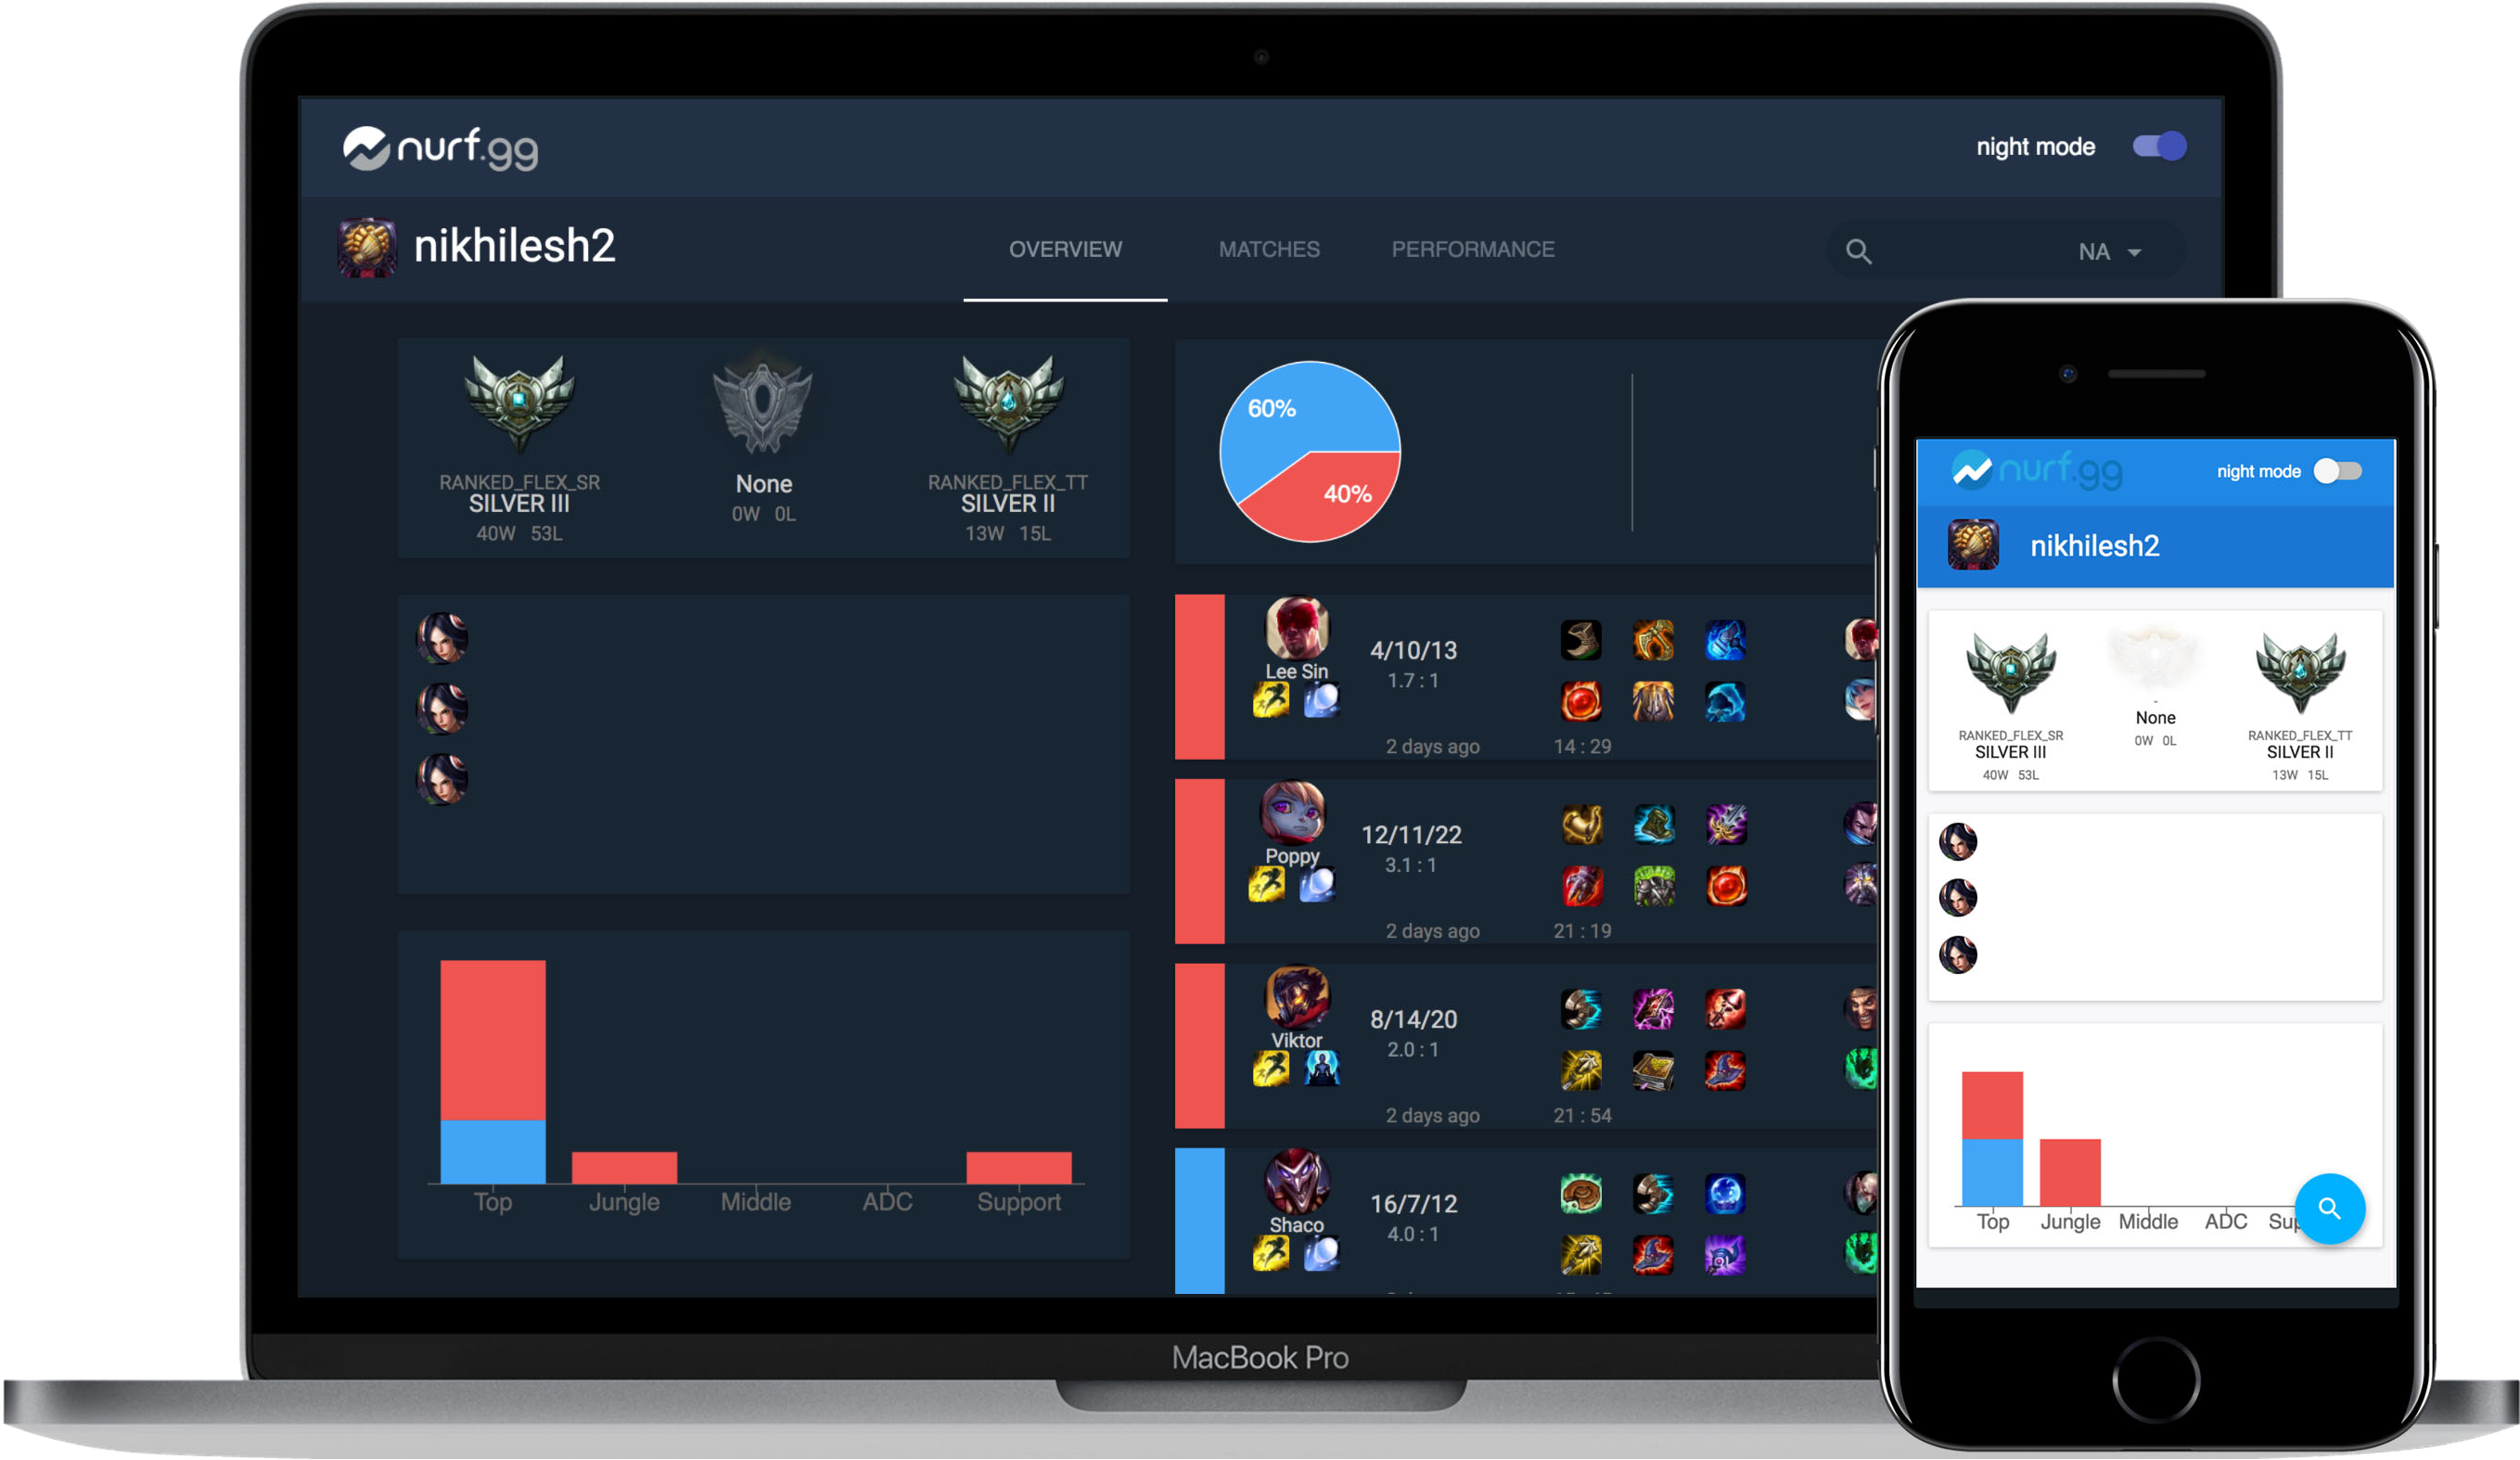 nurf.gg
night mode
nikhilesh2
OVERVIEW
MATCHES
PERFORMANCE
NA
RANKED_FLEX_SR
SILVER III
40W 53L
None
0W 0L
RANKED_FLEX_TT
SILVER II
13W 15L
60%
40%
Lee Sin
4/10/13
1.7 : 1
2 days ago
14 : 29
Poppy
12/11/22
3.1 : 1
2 days ago
21 : 19
Viktor
8/14/20
2.0 : 1
2 days ago
21 : 54
Shaco
16/7/12
4.0 : 1
Top
Jungle
Middle
ADC
Support
MacBook Pro
nurf.gg
night mode
nikhilesh2
RANKED_FLEX_SR
SILVER III
40W 53L
None
0W 0L
RANKED_FLEX_TT
SILVER II
13W 15L
Top
Jungle
Middle
ADC